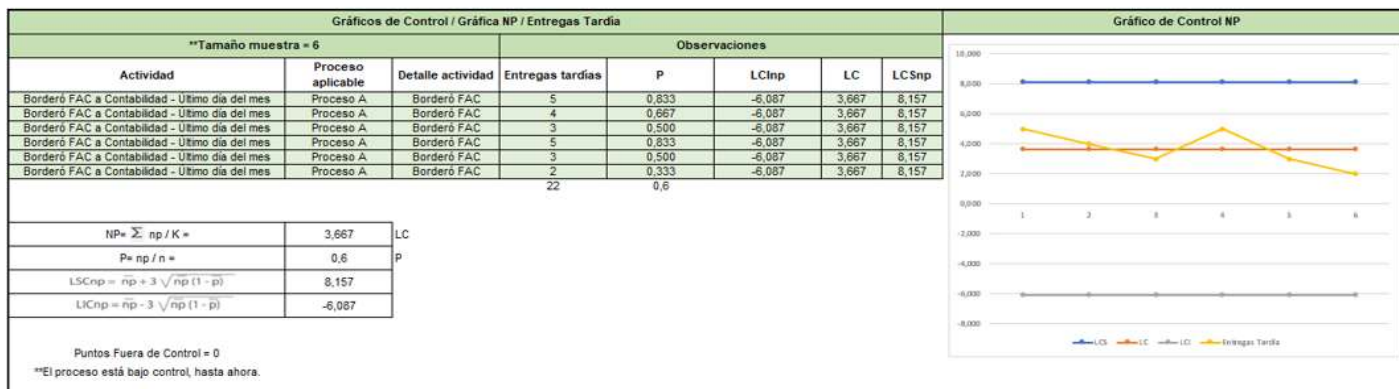 Gráficos de Control / Gráfica NP / Entregas Tardía
Gráfico de Control NP
**Tamaño muestra = 6 Observaciones
Actividad Proceso aplicable Detalle actividad Entregas tardías P LCInp LC LCSnp
Borderó FAC a Contabilidad - Último día del mes Proceso A Borderó FAC 5 0,833 -6,087 3,667 8,157
Borderó FAC a Contabilidad - Último día del mes Proceso A Borderó FAC 4 0,667 -6,087 3,667 8,157
Borderó FAC a Contabilidad - Último día del mes Proceso A Borderó FAC 3 0,500 -6,087 3,667 8,157
Borderó FAC a Contabilidad - Último día del mes Proceso A Borderó FAC 5 0,833 -6,087 3,667 8,157
Borderó FAC a Contabilidad - Último día del mes Proceso A Borderó FAC 3 0,500 -6,087 3,667 8,157
Borderó FAC a Contabilidad - Último día del mes Proceso A Borderó FAC 2 0,333 -6,087 3,667 8,157
22 0,6
NP= Σ np / K = 3,667 LC
P= np / n = 0,6 P
LSCnp = n̅p̅ + 3 √n̅p̅ (1 - p̅) 8,157
LICnp = n̅p̅ - 3 √n̅p̅ (1 - p̅) -6,087
Puntos Fuera de Control = 0
**El proceso está bajo control, hasta ahora.
10,000
8,000
6,000
4,000
2,000
0,000
1 2 3 4 5 6
-2,000
-4,000
-6,000
-8,000
LCS LC LCI Entregas Tardía